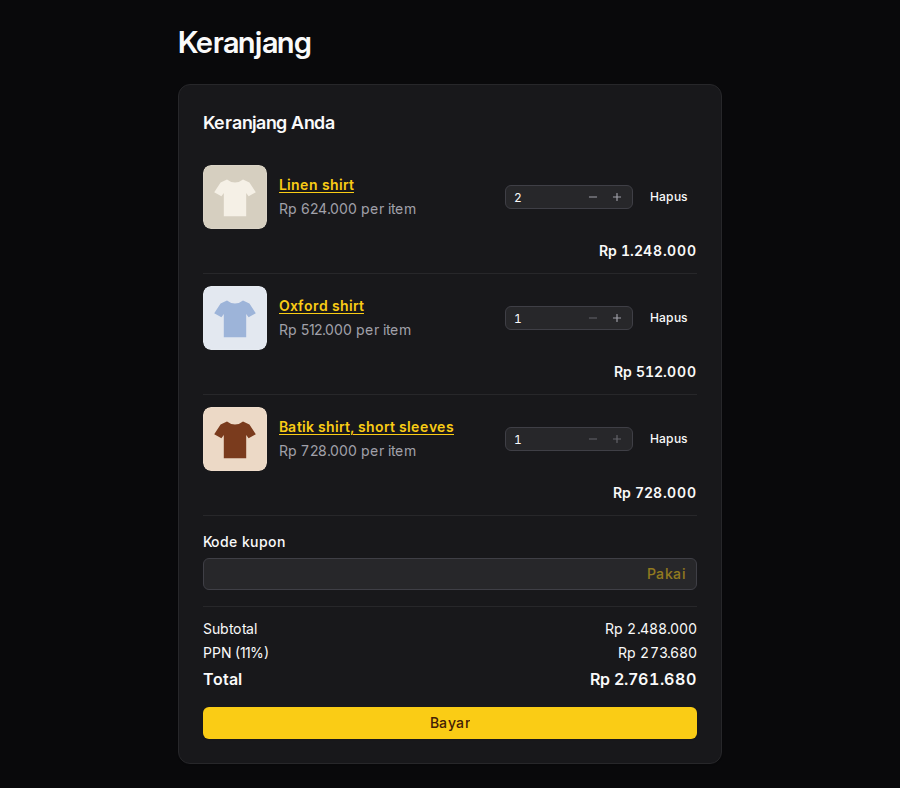 Keranjang
Keranjang Anda
Linen shirt
Rp 624.000 per item
2
Hapus
Rp 1.248.000
Oxford shirt
Rp 512.000 per item
1
Hapus
Rp 512.000
Batik shirt, short sleeves
Rp 728.000 per item
1
Hapus
Rp 728.000
Kode kupon
Pakai
Subtotal Rp 2.488.000
PPN (11%) Rp 273.680
Total Rp 2.761.680
Bayar